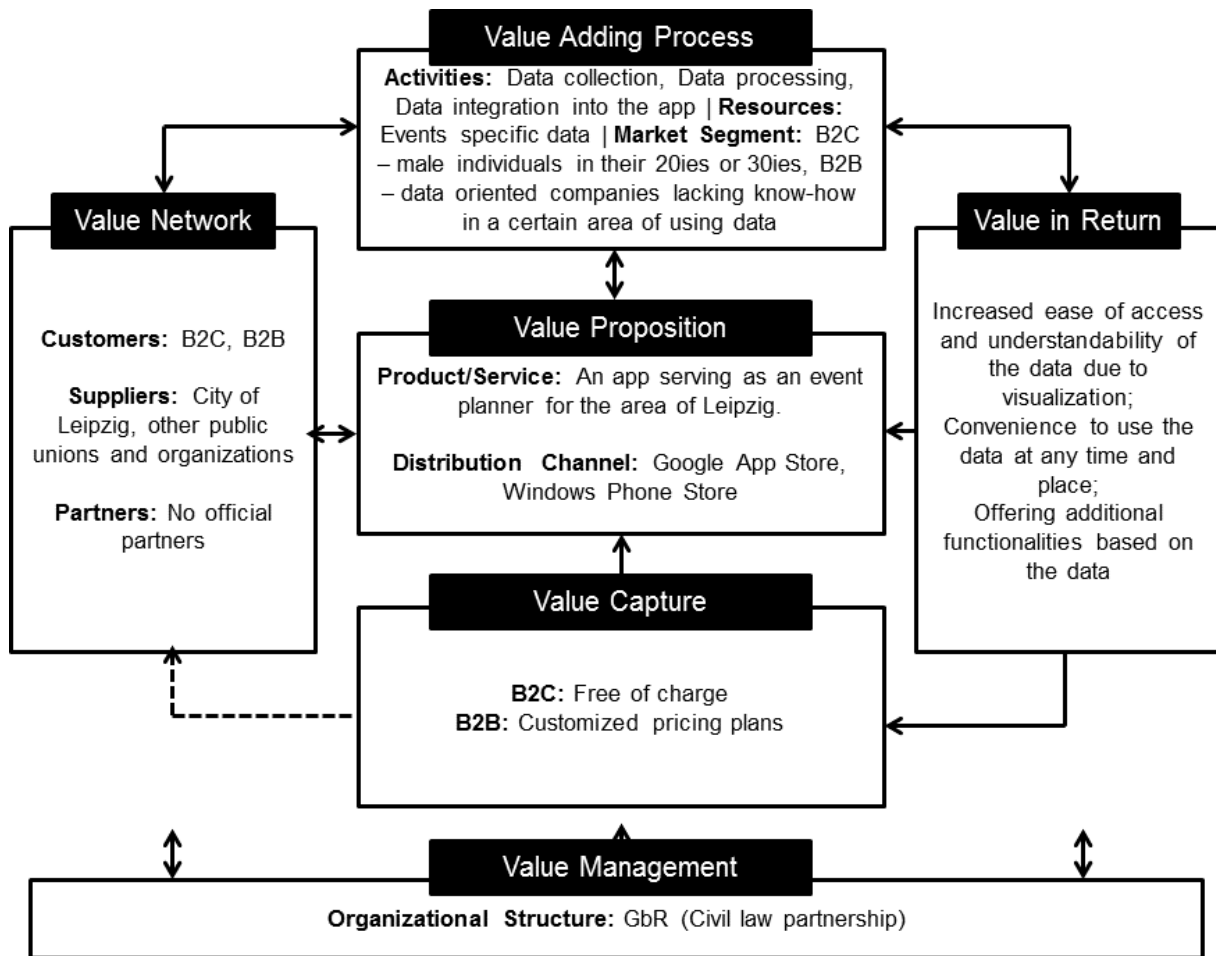 Value Adding Process
Activities: Data collection, Data processing,
Data integration into the app | Resources:
Events specific data | Market Segment: B2C
– male individuals in their 20ies or 30ies, B2B
– data oriented companies lacking know-how
in a certain area of using data
Value Network
Customers: B2C, B2B
Suppliers: City of
Leipzig, other public
unions and organizations
Partners: No official
partners
Value Proposition
Product/Service: An app serving as an event
planner for the area of Leipzig.
Distribution Channel: Google App Store,
Windows Phone Store
Value in Return
Increased ease of access
and understandability of
the data due to
visualization;
Convenience to use the
data at any time and
place;
Offering additional
functionalities based on
the data
Value Capture
B2C: Free of charge
B2B: Customized pricing plans
Value Management
Organizational Structure: GbR (Civil law partnership)